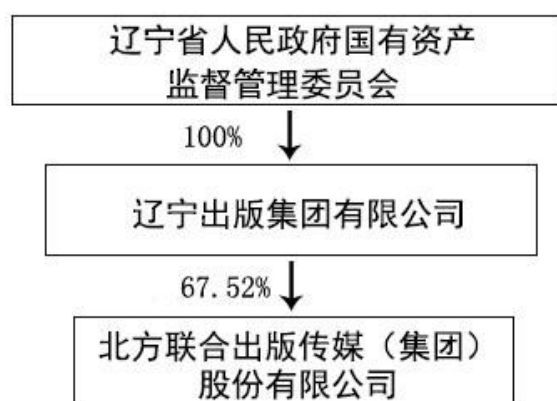 辽宁省人民政府国有资产
监督管理委员会
100%
辽宁出版集团有限公司
67.52%
北方联合出版传媒（集团）
股份有限公司